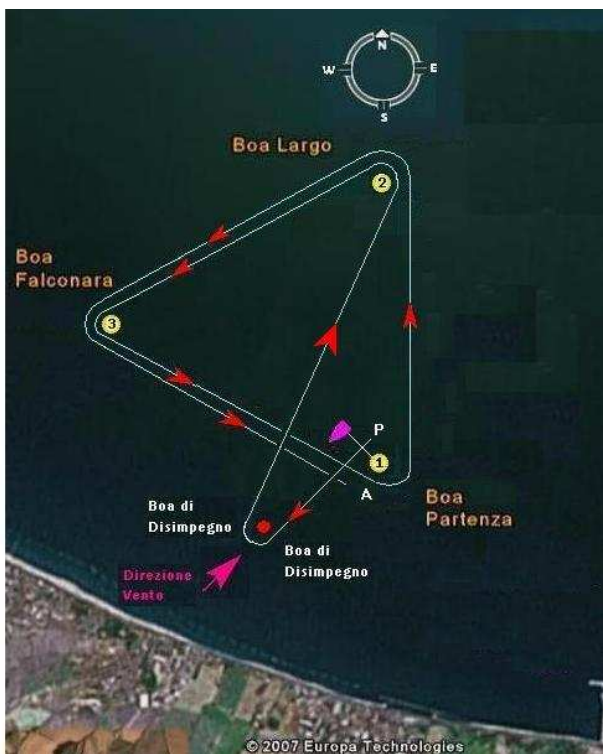 N
W
E
S
Boa Largo
2
Boa
Falconara
3
P
1
A
Boa
Partenza
Boa di
Disimpegno
Boa di
Disimpegno
Direzione
Vento
© 2007 Europa Technologies